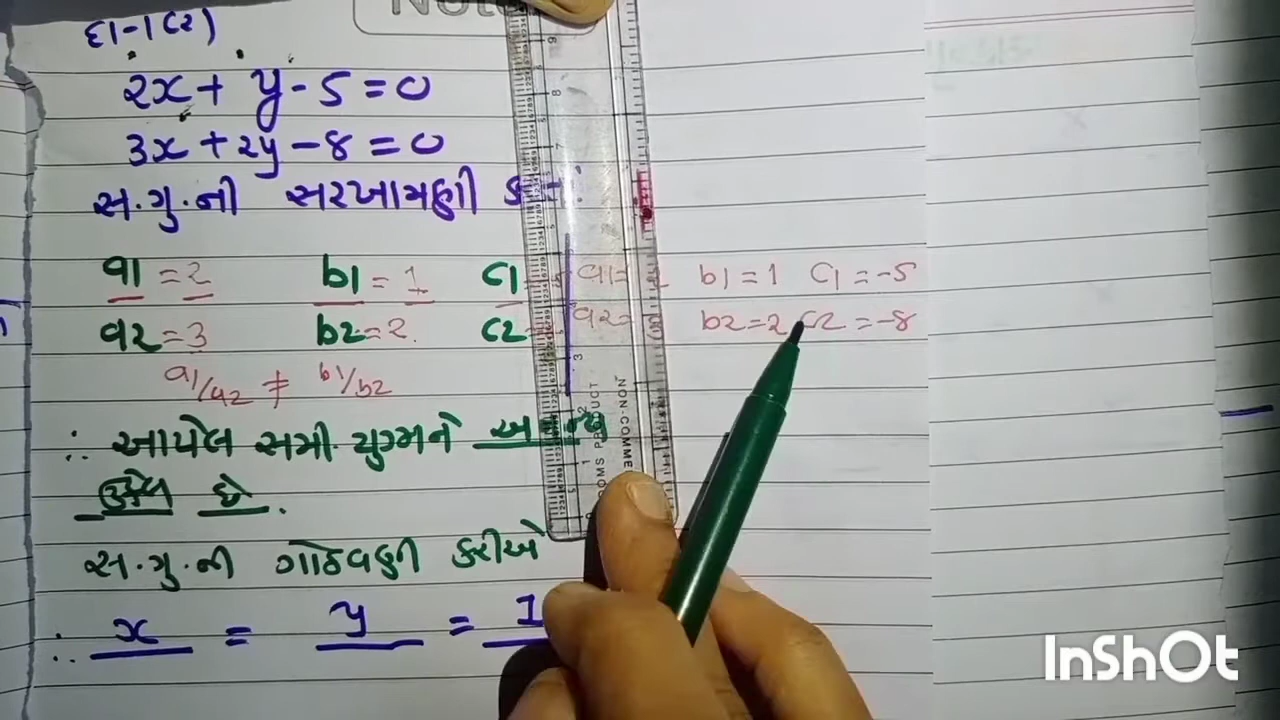 દા-1(2)
2x + y - 5 = 0
3x + 2y - 8 = 0
સ.ગુ.ની સરખામણી
a1 = 2 b1 = 1 c1 a1= b1 = 1 c1 = -5
a2 = 3 b2 = 2 c2 a2= b2 = 2 c2 = -8
a1/a2 ≠ b1/b2
∴ આપેલ સમી. યુગ્મને
ઉકેલ છે.
સ.ગુ.ની ગોઠવણી કરીએ
∴ x = y = 1
InShOt